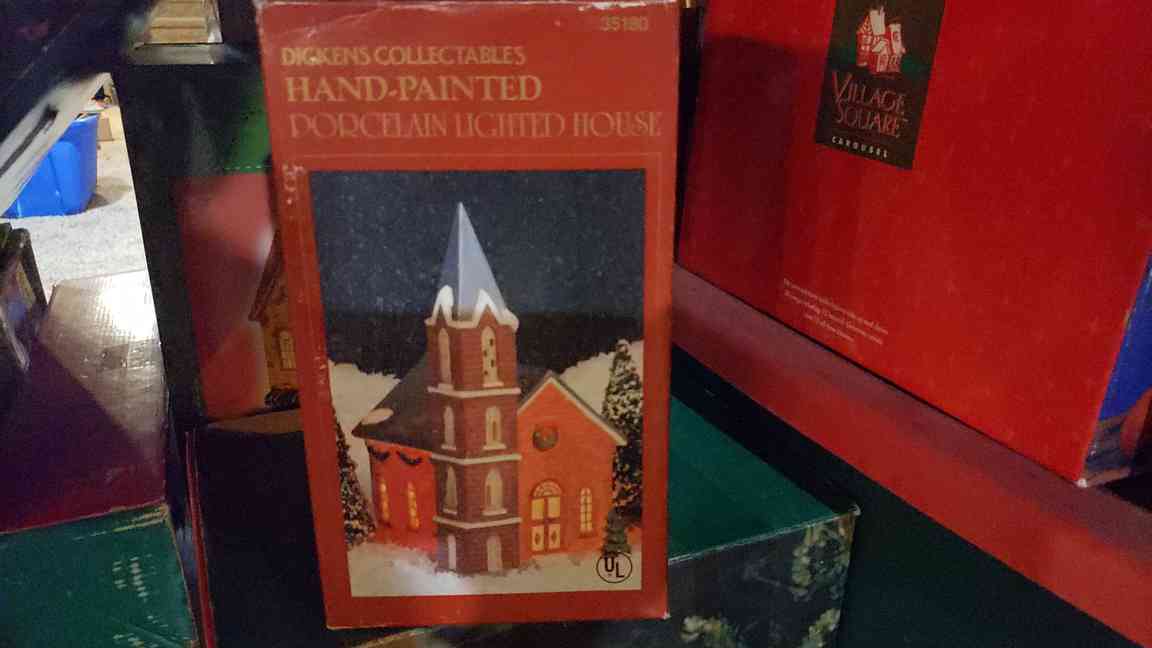 35180
DICKENS COLLECTABLES
HAND-PAINTED
PORCELAIN LIGHTED HOUSE
UL
VILLAGE
SQUARE
CAROUSEL